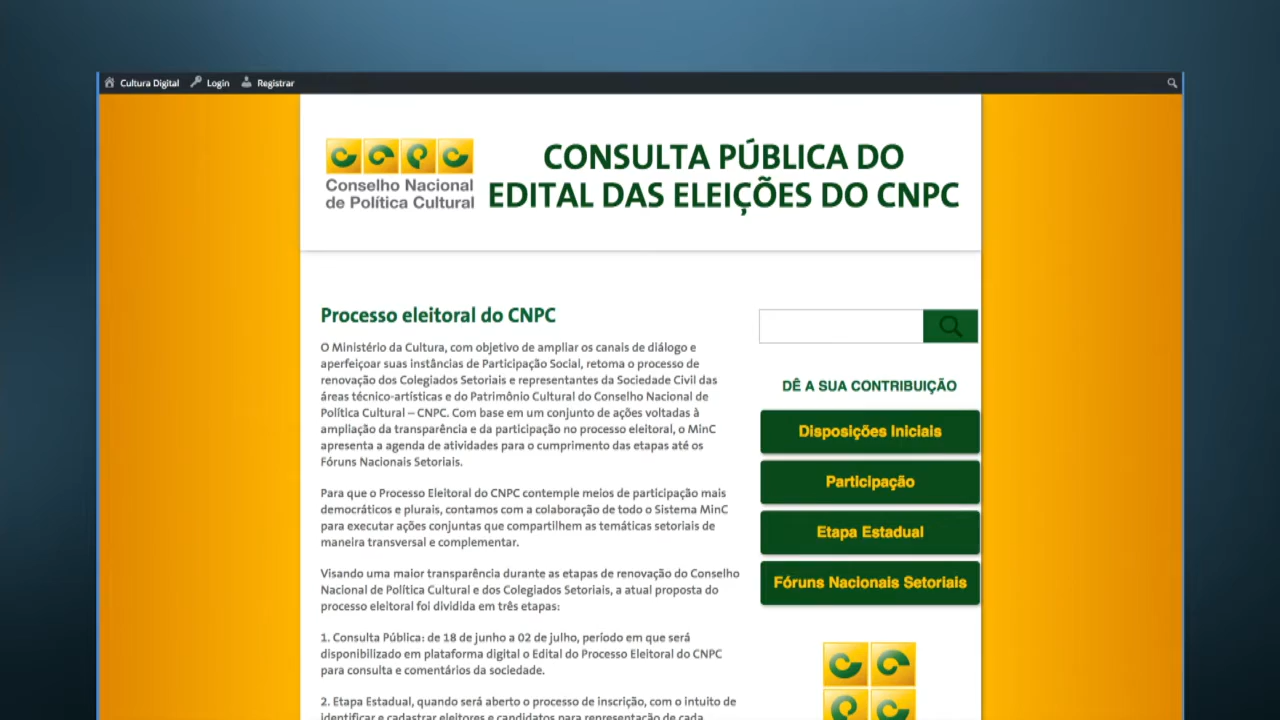 Cultura Digital Login Registrar
Conselho Nacional
de Política Cultural
CONSULTA PÚBLICA DO
EDITAL DAS ELEIÇÕES DO CNPC
Processo eleitoral do CNPC
O Ministério da Cultura, com objetivo de ampliar os canais de diálogo e
aperfeiçoar suas instâncias de Participação Social, retoma o processo de
renovação dos Colegiados Setoriais e representantes da Sociedade Civil das
áreas técnico-artísticas e do Patrimônio Cultural do Conselho Nacional de
Política Cultural – CNPC. Com base em um conjunto de ações voltadas à
ampliação da transparência e da participação no processo eleitoral, o MinC
apresenta a agenda de atividades para o cumprimento das etapas até os
Fóruns Nacionais Setoriais.
Para que o Processo Eleitoral do CNPC contemple meios de participação mais
democráticos e plurais, contamos com a colaboração de todo o Sistema MinC
para executar ações conjuntas que compartilhem as temáticas setoriais de
maneira transversal e complementar.
Visando uma maior transparência durante as etapas de renovação do Conselho
Nacional de Política Cultural e dos Colegiados Setoriais, a atual proposta do
processo eleitoral foi dividida em três etapas:
1. Consulta Pública: de 18 de junho a 02 de julho, período em que será
disponibilizado em plataforma digital o Edital do Processo Eleitoral do CNPC
para consulta e comentários da sociedade.
2. Etapa Estadual, quando será aberto o processo de inscrição, com o intuito de
identificar e cadastrar eleitores e candidatos para representação de cada
DÊ A SUA CONTRIBUIÇÃO
Disposições Iniciais
Participação
Etapa Estadual
Fóruns Nacionais Setoriais